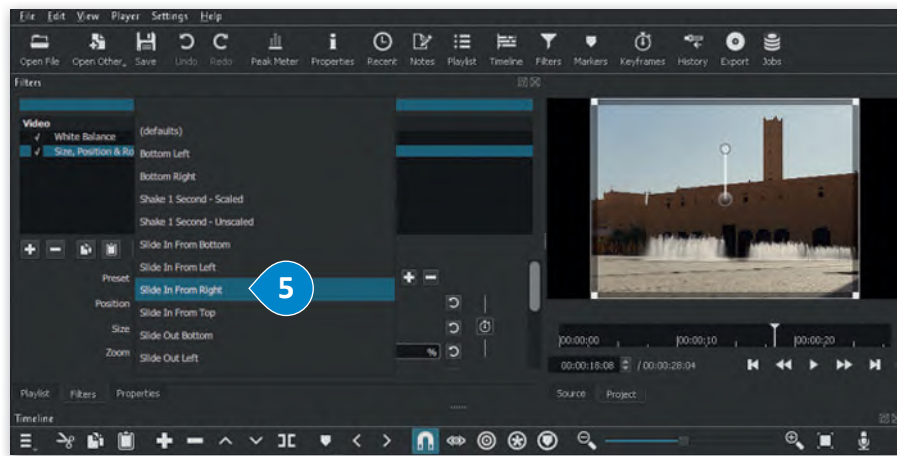 File Edit View Player Settings Help
Open File Open Other... Save Undo Redo Peak Meter Properties Recent Notes Playlist Timeline Filters Markers Keyframes History Export Jobs
Filters
Video
✓ White Balance
✓ Size, Position & Ro
(defaults)
Bottom Left
Bottom Right
Shake 1 Second - Scaled
Shake 1 Second - Unscaled
Slide In From Bottom
Slide In From Left
Slide In From Right
5
Slide In From Top
Slide Out Bottom
Slide Out Left
Preset
Position
Size
Zoom
%
00:00:00 00:00:10 00:00:20
00:00:18:08 / 00:00:28:04
Playlist Filters Properties
Source Project
Timeline